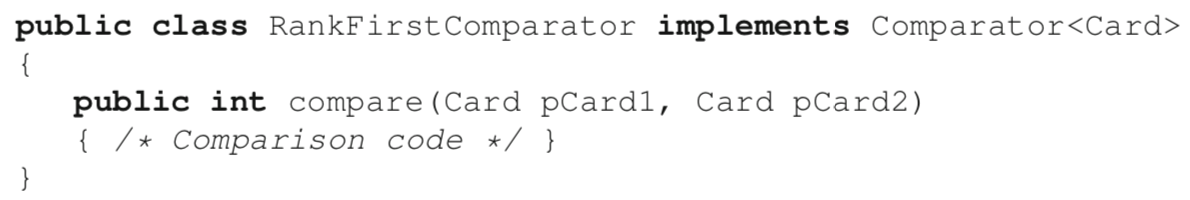 public class RankFirstComparator implements Comparator<Card>
{
public int compare(Card pCard1, Card pCard2)
{ /* Comparison code */ }
}